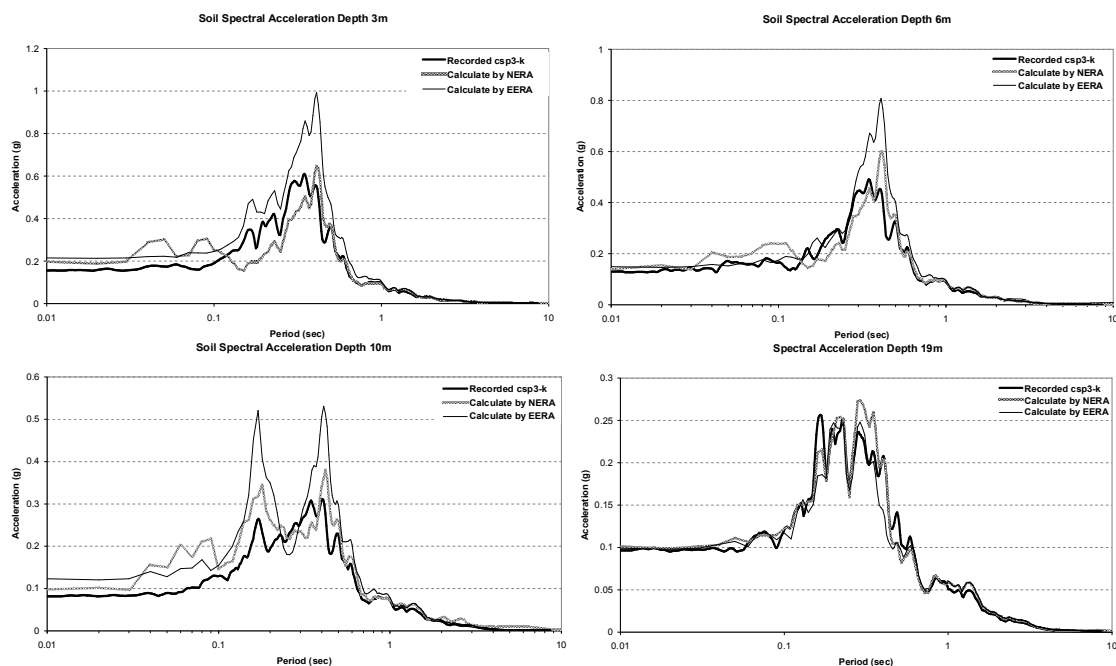 Soil Spectral Acceleration Depth 3m
1.2
1
0.8
0.6
0.4
0.2
0
Acceleration (g)
Recorded csp3-k
Calculate by NERA
Calculate by EERA
0.01
0.1
1
10
Period (sec)
Soil Spectral Acceleration Depth 6m
1
0.8
0.6
0.4
0.2
0
Acceleration (g)
Recorded csp3-k
Calculate by NERA
Calculate by EERA
0.01
0.1
1
10
Period (sec)
Soil Spectral Acceleration Depth 10m
0.6
0.5
0.4
0.3
0.2
0.1
0
Acceleration (g)
Recorded csp3-k
Calculate by NERA
Calculate by EERA
0.01
0.1
1
10
Period (sec)
Spectral Acceleration Depth 19m
0.3
0.25
0.2
0.15
0.1
0.05
0
Acceleration (g)
Recorded csp3-k
Calculate by NERA
Calculate by EERA
0.01
0.1
1
10
Period (sec)